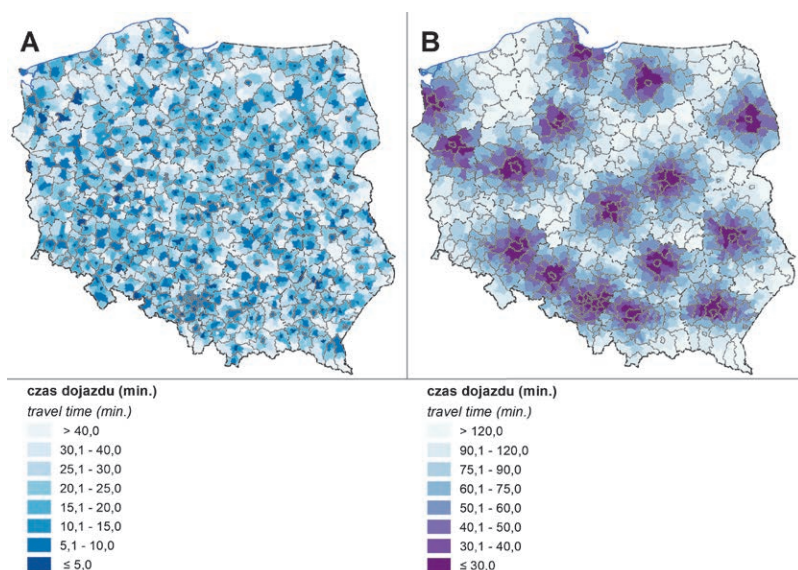 A
B
czas dojazdu (min.)
travel time (min.)
> 40,0
30,1 - 40,0
25,1 - 30,0
20,1 - 25,0
15,1 - 20,0
10,1 - 15,0
5,1 - 10,0
≤ 5,0
czas dojazdu (min.)
travel time (min.)
> 120,0
90,1 - 120,0
75,1 - 90,0
60,1 - 75,0
50,1 - 60,0
40,1 - 50,0
30,1 - 40,0
≤ 30,0